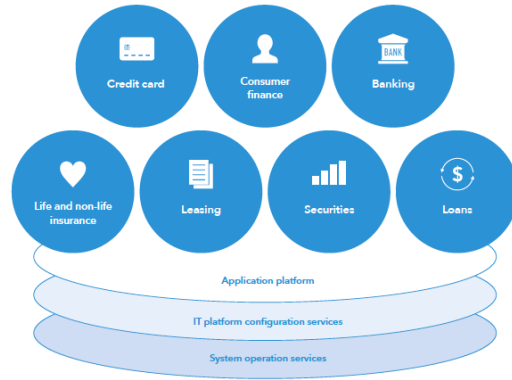 BANK
Credit card
Consumer
finance
Banking
$
Life and non-life
insurance
Leasing
Securities
Loans
Application platform
IT platform configuration services
System operation services